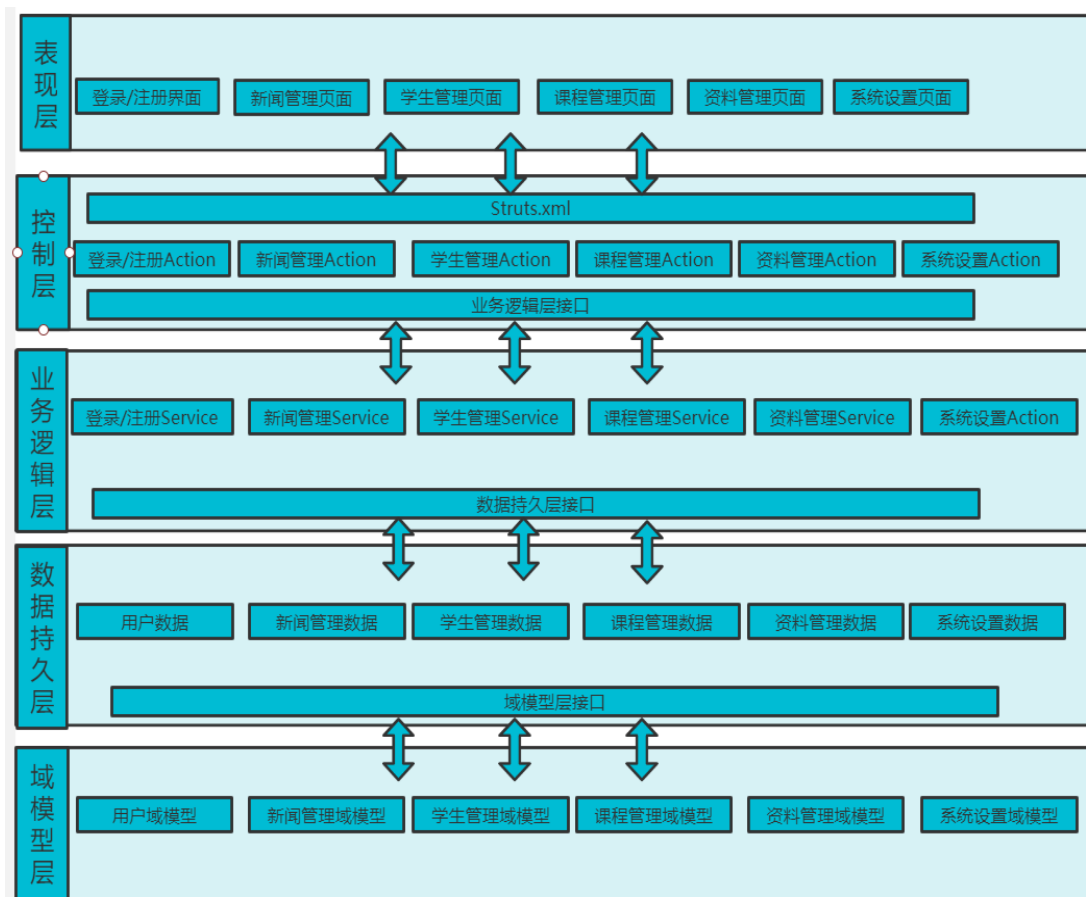 表现层
登录/注册界面
新闻管理页面
学生管理页面
课程管理页面
资料管理页面
系统设置页面
控制层
Struts.xml
登录/注册Action
新闻管理Action
学生管理Action
课程管理Action
资料管理Action
系统设置Action
业务逻辑层接口
业务逻辑层
登录/注册Service
新闻管理Service
学生管理Service
课程管理Service
资料管理Service
系统设置Action
数据持久层接口
数据持久层
用户数据
新闻管理数据
学生管理数据
课程管理数据
资料管理数据
系统设置数据
域模型层接口
域模型层
用户域模型
新闻管理域模型
学生管理域模型
课程管理域模型
资料管理域模型
系统设置域模型